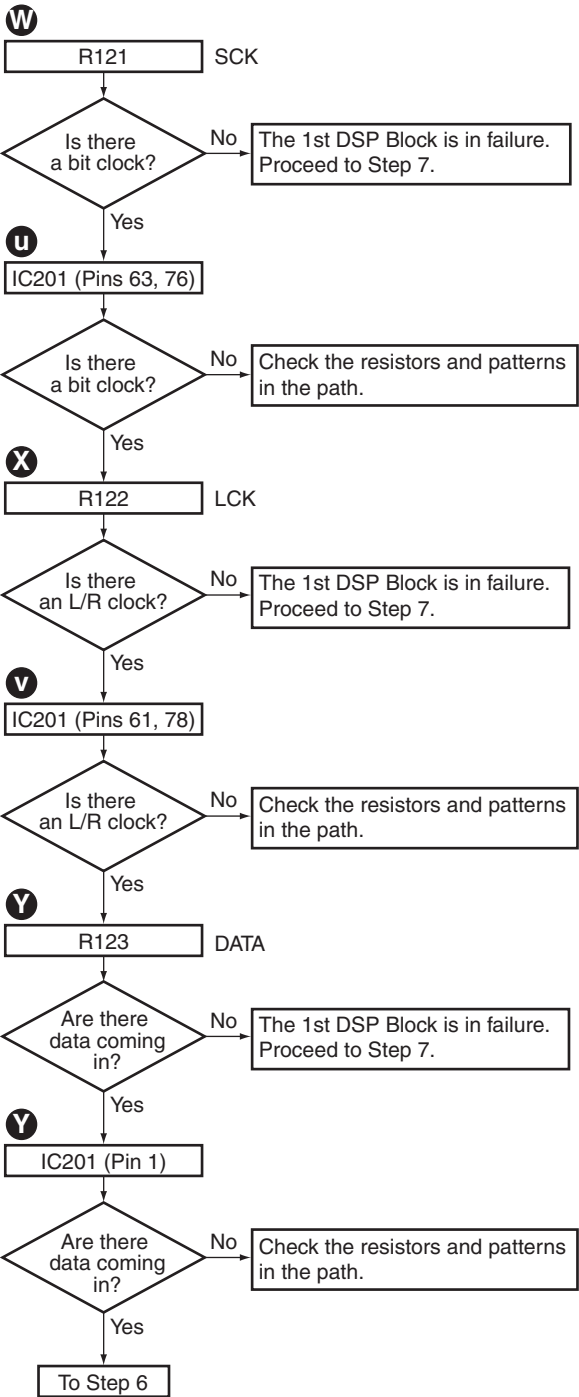 W
R121 SCK
Is there
a bit clock?
No
The 1st DSP Block is in failure.
Proceed to Step 7.
Yes
u
IC201 (Pins 63, 76)
Is there
a bit clock?
No
Check the resistors and patterns
in the path.
Yes
X
R122 LCK
Is there
an L/R clock?
No
The 1st DSP Block is in failure.
Proceed to Step 7.
Yes
v
IC201 (Pins 61, 78)
Is there
an L/R clock?
No
Check the resistors and patterns
in the path.
Yes
Y
R123 DATA
Are there
data coming
in?
No
The 1st DSP Block is in failure.
Proceed to Step 7.
Yes
Y
IC201 (Pin 1)
Are there
data coming
in?
No
Check the resistors and patterns
in the path.
Yes
To Step 6